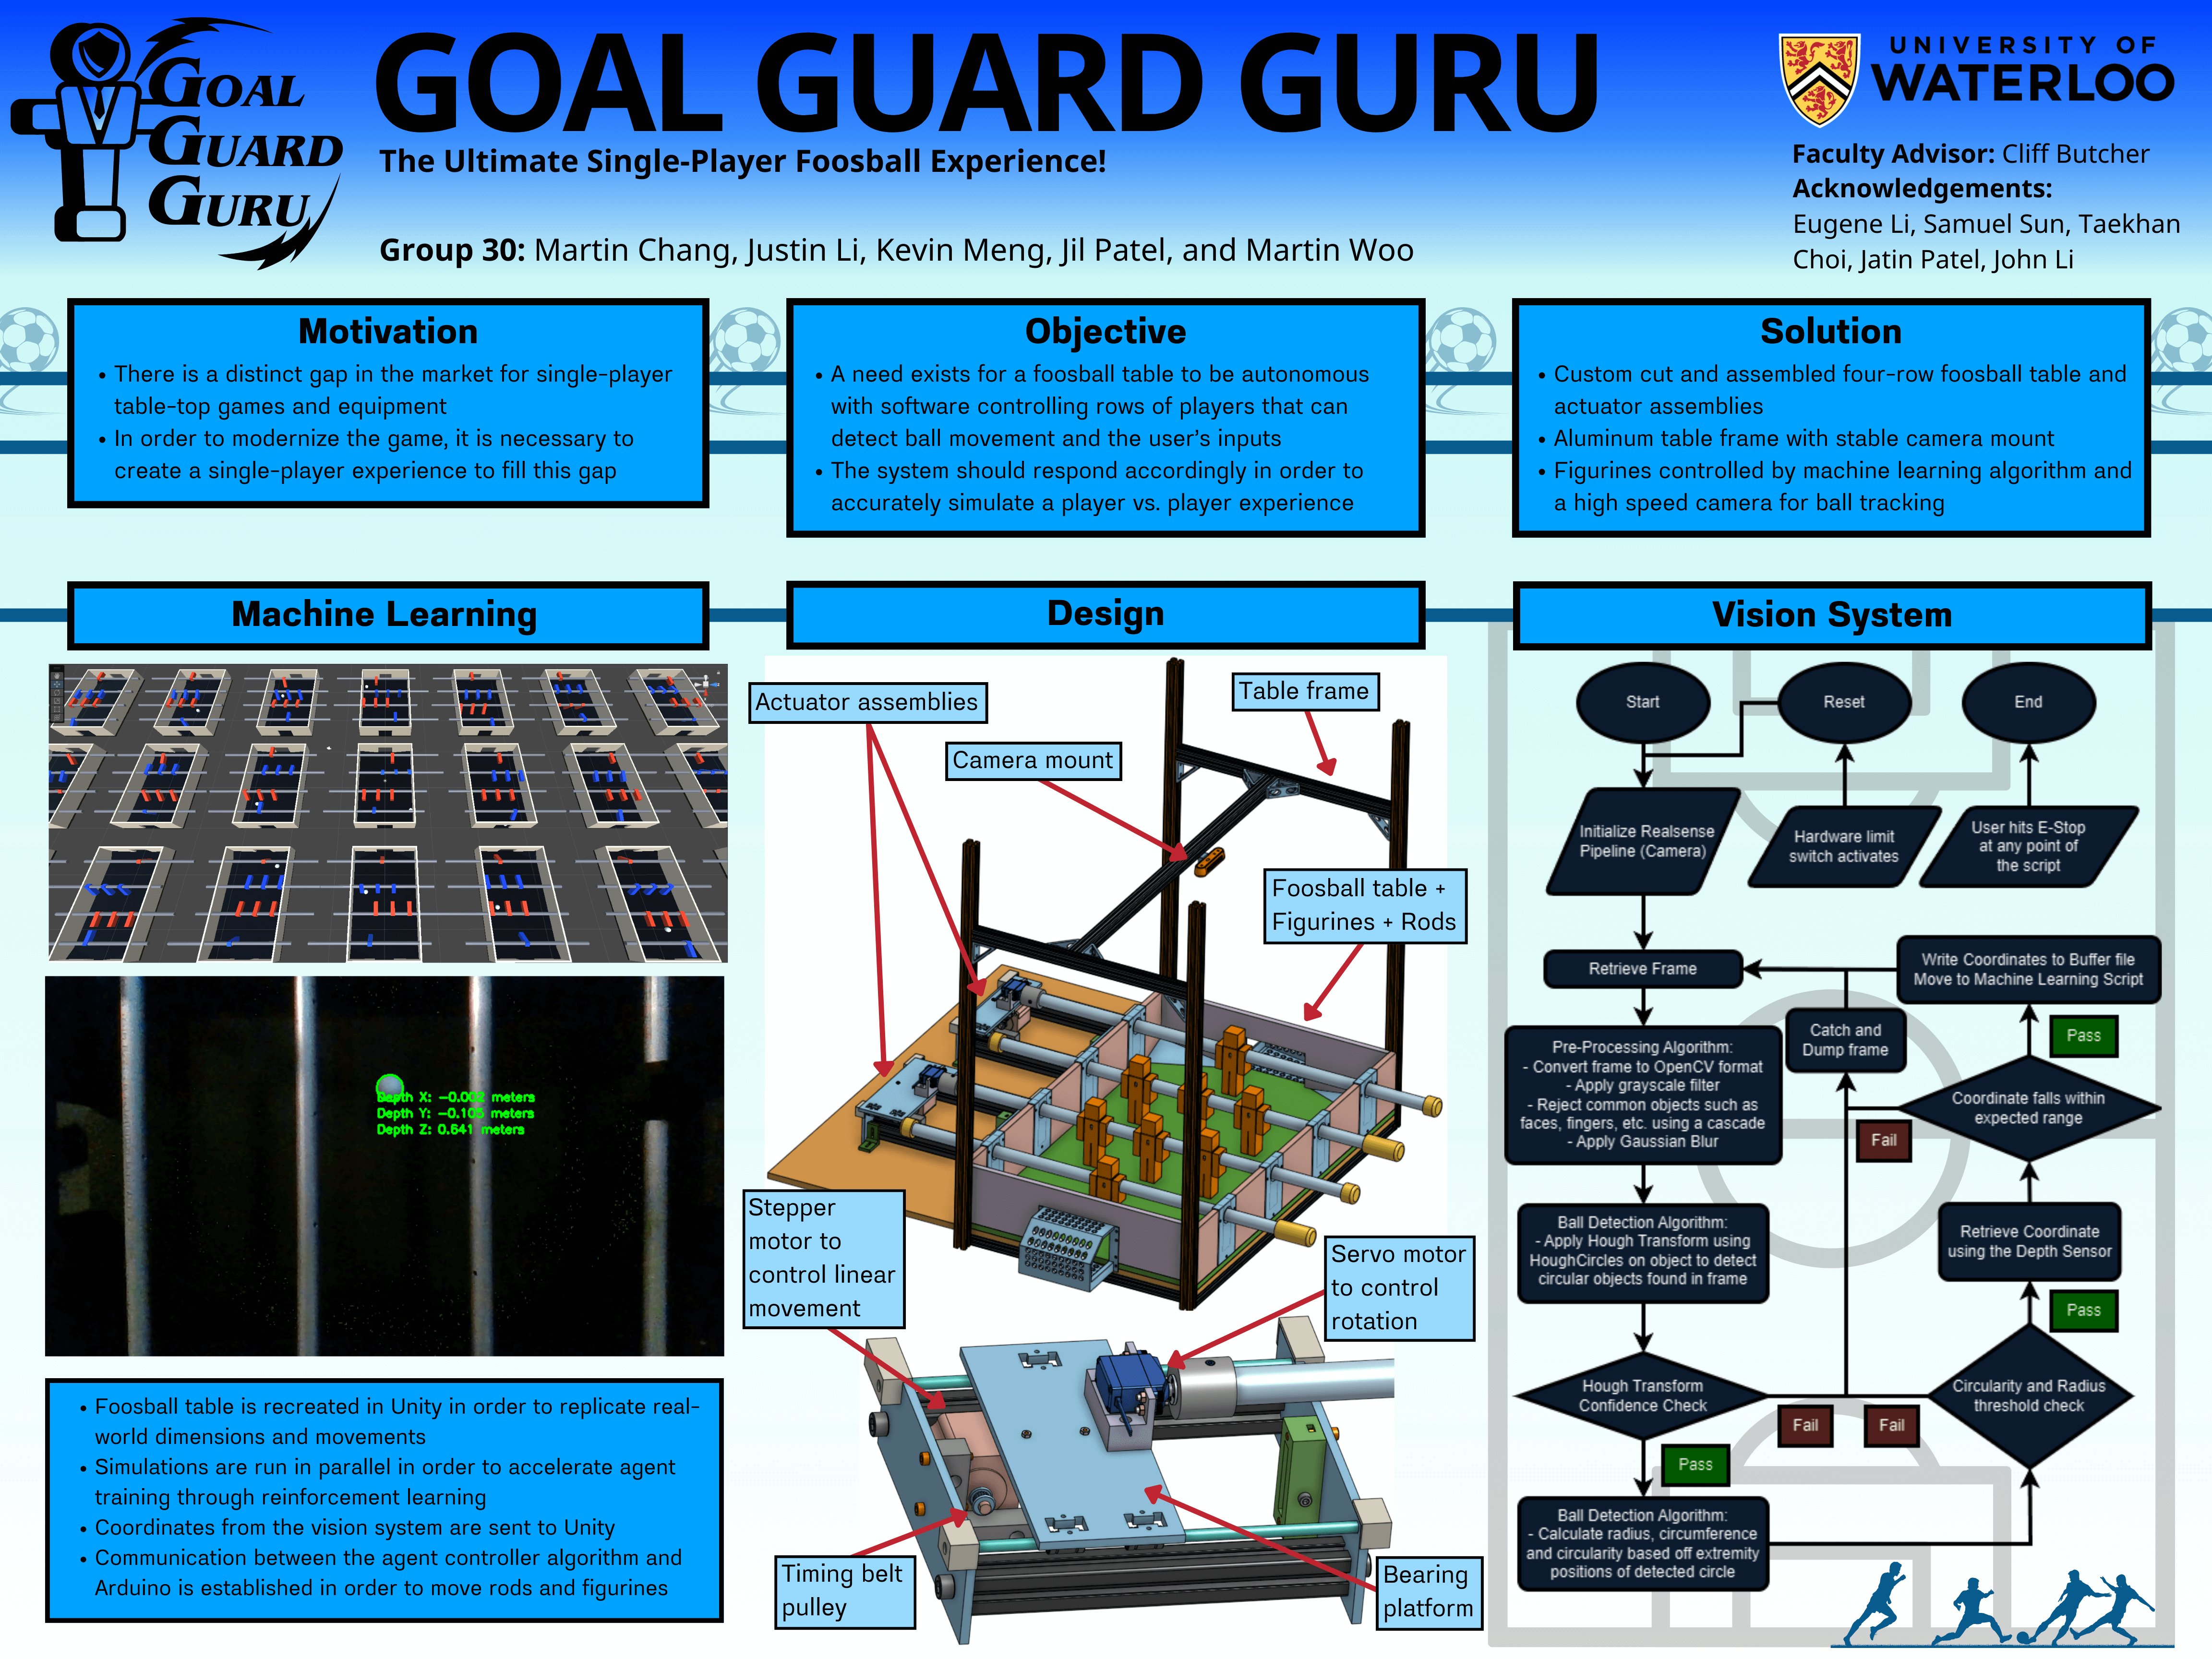 GOAL
GUARD
GURU
GOAL GUARD GURU
The Ultimate Single-Player Foosball Experience!
Group 30: Martin Chang, Justin Li, Kevin Meng, Jil Patel, and Martin Woo
UNIVERSITY OF
WATERLOO
Faculty Advisor: Cliff Butcher
Acknowledgements:
Eugene Li, Samuel Sun, Taekhan
Choi, Jatin Patel, John Li
Motivation
• There is a distinct gap in the market for single-player
table-top games and equipment
• In order to modernize the game, it is necessary to
create a single-player experience to fill this gap
Objective
• A need exists for a foosball table to be autonomous
with software controlling rows of players that can
detect ball movement and the user's inputs
• The system should respond accordingly in order to
accurately simulate a player vs. player experience
Solution
• Custom cut and assembled four-row foosball table and
actuator assemblies
• Aluminum table frame with stable camera mount
• Figurines controlled by machine learning algorithm and
a high speed camera for ball tracking
Machine Learning
Depth X: -0.002 meters
Depth Y: -0.105 meters
Depth Z: 0.641 meters
• Foosball table is recreated in Unity in order to replicate real-
world dimensions and movements
• Simulations are run in parallel in order to accelerate agent
training through reinforcement learning
• Coordinates from the vision system are sent to Unity
• Communication between the agent controller algorithm and
Arduino is established in order to move rods and figurines
Design
Actuator assemblies
Table frame
Camera mount
Foosball table +
Figurines + Rods
Stepper
motor to
control linear
movement
Servo motor
to control
rotation
Timing belt
pulley
Bearing
platform
Vision System
Start
Reset
End
Initialize Realsense
Pipeline (Camera)
Hardware limit
switch activates
User hits E-Stop
at any point of
the script
Retrieve Frame
Write Coordinates to Buffer file
Move to Machine Learning Script
Catch and
Dump frame
Pass
Pre-Processing Algorithm:
- Convert frame to OpenCV format
- Apply grayscale filter
- Reject common objects such as
faces, fingers, etc. using a cascade
- Apply Gaussian Blur
Coordinate falls within
expected range
Fail
Ball Detection Algorithm:
- Apply Hough Transform using
HoughCircles on object to detect
circular objects found in frame
Retrieve Coordinate
using the Depth Sensor
Pass
Hough Transform
Confidence Check
Circularity and Radius
threshold check
Fail
Fail
Pass
Ball Detection Algorithm:
- Calculate radius, circumference
and circularity based off extremity
positions of detected circle